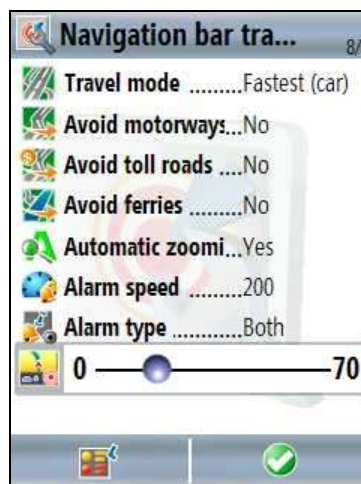 Navigation bar tra... 8/
Travel mode .........Fastest (car)
Avoid motorways...No
Avoid toll roads ....No
Avoid ferries .........No
Automatic zoomi...Yes
Alarm speed .........200
Alarm type ............Both
0 70